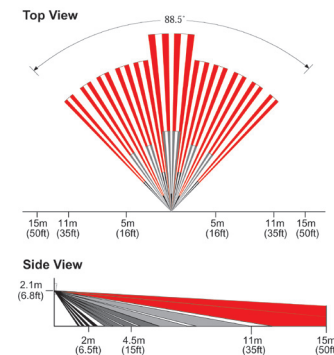 Top View
88.5°
15m 11m 5m 5m 11m 15m
(50ft) (35ft) (16ft) (16ft) (35ft) (50ft)
Side View
2.1m
(6.8ft)
2m 4.5m 11m 15m
(6.5ft) (15ft) (35ft) (50ft